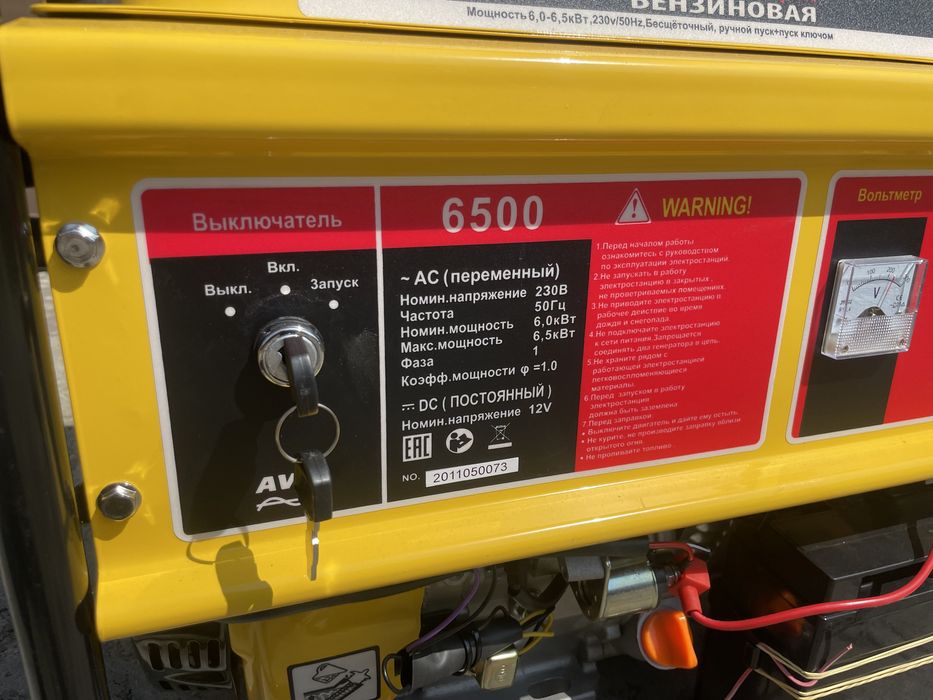 БЕНЗИНОВАЯ
Мощность 6,0-6,5кВт,230v/50Hz,Бесщёточный, ручной пуск+пуск ключом
Выключатель
Вкл.
Выкл.
Запуск
AV
6500
WARNING!
~ AC (переменный)
Номин.напряжение 230В
Частота 50Гц
Номин.мощность 6,0кВт
Макс.мощность 6,5кВт
Фаза 1
Коэфф.мощности φ =1.0
DC ( ПОСТОЯННЫЙ )
Номин.напряжение 12V
EAC
NO. 2011050073
1.Перед началом работы
ознакомитесь с руководством
по эксплуатации электростанции.
2.Не запускать в работу
электростанцию в закрытых ,
не проветриваемых помещениях.
3.Не приводите электростанцию в
рабочее действие во время
дождя и снегопада.
4.Не подключайте электростанцию
к сети питания.Запрещается
соединять два генератора в цепь.
5.Не храните рядом с
работающей электростанцией
легковоспломеняющиеся
материалы.
6.Перед запуском в работу
электростанция
должна быть заземлена
7.Перед заправкой.
• Выключите двигатель и дайте ему остыть.
• Не курите, не производите заправку вблизи
открытого огня.
• Не проливайте топливо .
Вольтметр
100 200
V